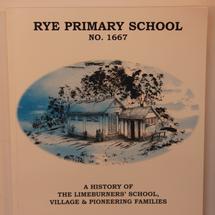 RYE PRIMARY SCHOOL
NO. 1667
A HISTORY OF
THE LIMEBURNERS' SCHOOL,
VILLAGE & PIONEERING FAMILIES